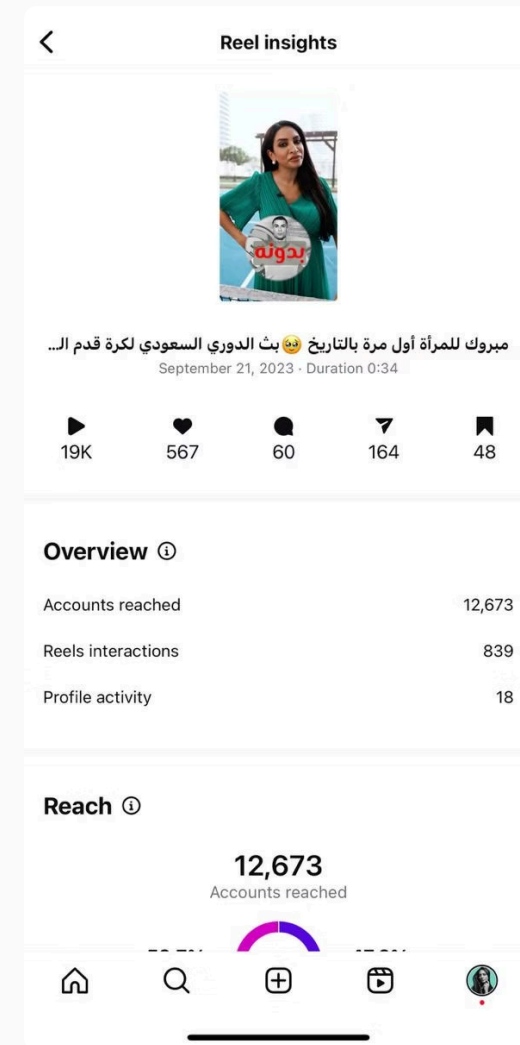 Reel insights
بدونه
مبروك للمرأة أول مرة بالتاريخ 🥹 بث الدوري السعودي لكرة قدم الـ...
September 21, 2023 · Duration 0:34
19K 567 60 164 48
Overview
Accounts reached 12,673
Reels interactions 839
Profile activity 18
Reach
12,673
Accounts reached